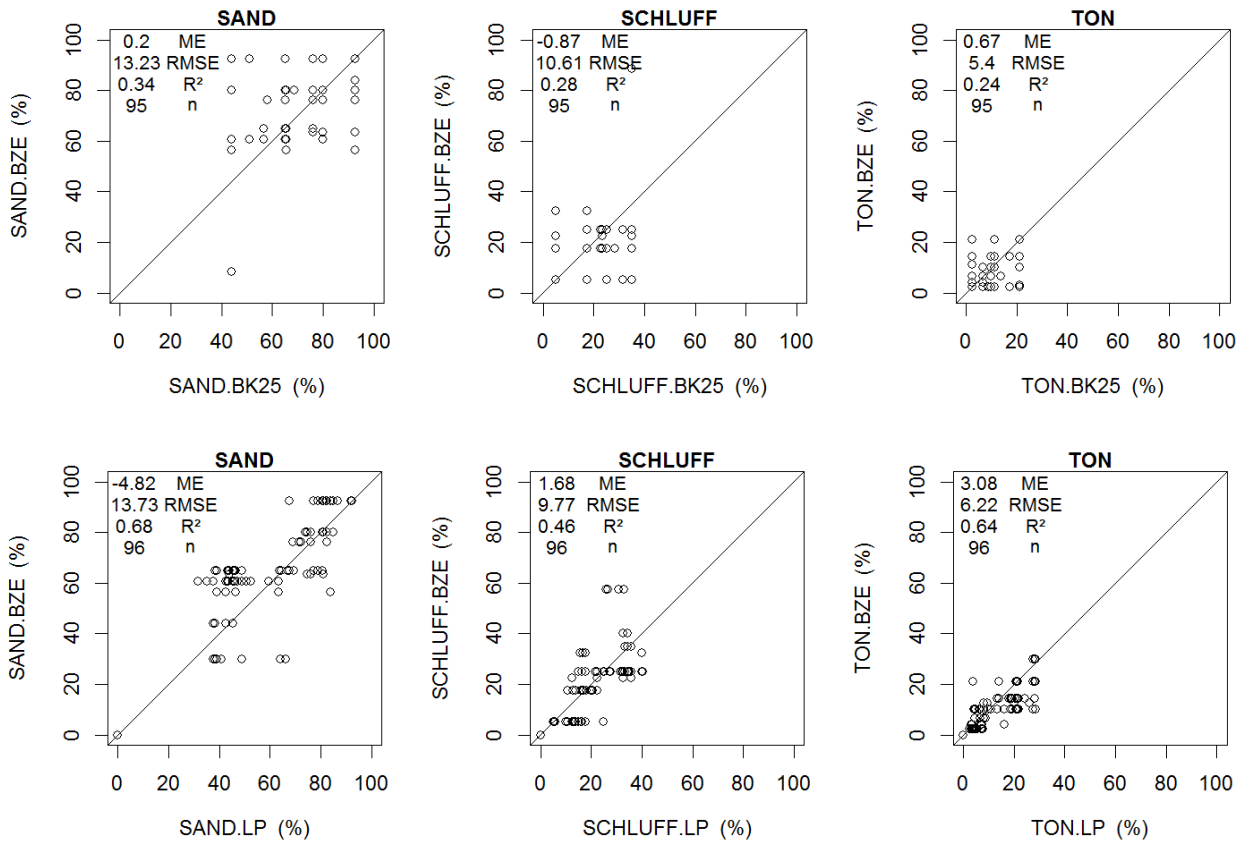 SAND
0.2 ME
13.23 RMSE
0.34 R²
95 n
0 20 40 60 80 100
SAND.BZE (%)
0 20 40 60 80 100
SAND.BK25 (%)
SCHLUFF
-0.87 ME
10.61 RMSE
0.28 R²
95 n
0 20 40 60 80 100
SCHLUFF.BZE (%)
0 20 40 60 80 100
SCHLUFF.BK25 (%)
TON
0.67 ME
5.4 RMSE
0.24 R²
95 n
0 20 40 60 80 100
TON.BZE (%)
0 20 40 60 80 100
TON.BK25 (%)
SAND
-4.82 ME
13.73 RMSE
0.68 R²
96 n
0 20 40 60 80 100
SAND.BZE (%)
0 20 40 60 80 100
SAND.LP (%)
SCHLUFF
1.68 ME
9.77 RMSE
0.46 R²
96 n
0 20 40 60 80 100
SCHLUFF.BZE (%)
0 20 40 60 80 100
SCHLUFF.LP (%)
TON
3.08 ME
6.22 RMSE
0.64 R²
96 n
0 20 40 60 80 100
TON.BZE (%)
0 20 40 60 80 100
TON.LP (%)